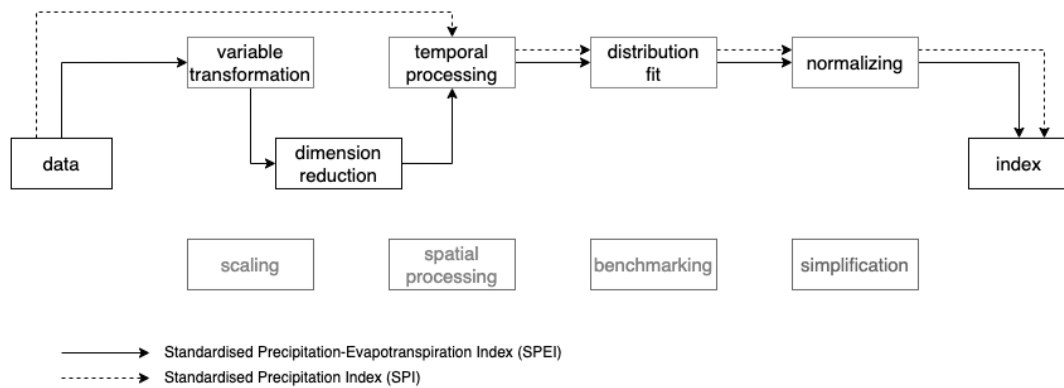 variable
transformation
temporal
processing
distribution
fit
normalizing
data
dimension
reduction
index
scaling
spatial
processing
benchmarking
simplification
Standardised Precipitation-Evapotranspiration Index (SPEI)
Standardised Precipitation Index (SPI)